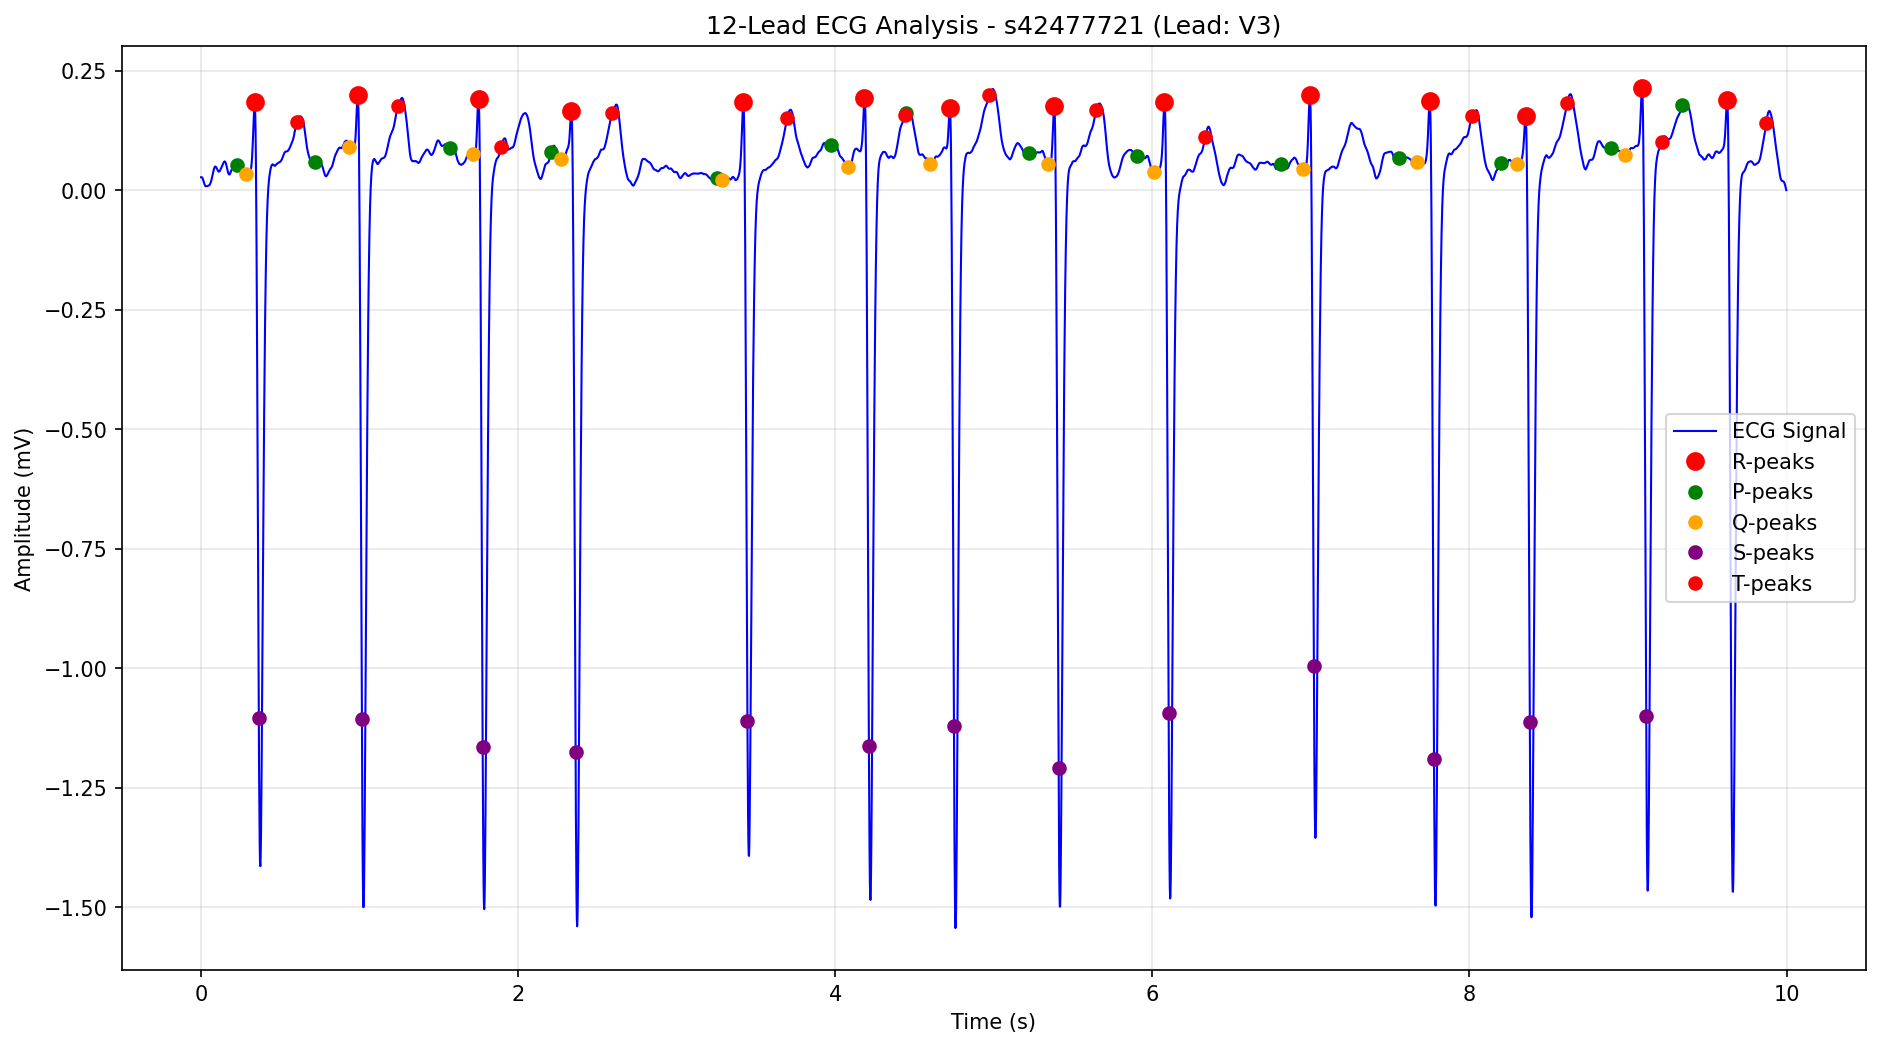 12-Lead ECG Analysis - s42477721 (Lead: V3)
0.25
0.00
−0.25
−0.50
−0.75
−1.00
−1.25
−1.50
Amplitude (mV)
ECG Signal
R-peaks
P-peaks
Q-peaks
S-peaks
T-peaks
0 2 4 6 8 10
Time (s)